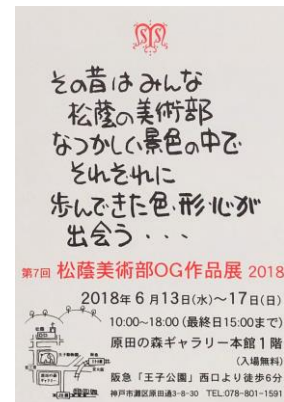 その昔はみんな
松蔭の美術部
なつかしい景色の中で
それぞれに
歩んできた色・形・心が
出会う・・・
第7回 松蔭美術部OG作品展 2018
2018年6月13日(水)~17日(日)
10:00~18:00(最終日15:00まで)
原田の森ギャラリー本館1階
(入場無料)
阪急「王子公園」西口より徒歩6分
神戸市灘区原田通3-8-30 TEL.078-801-1591